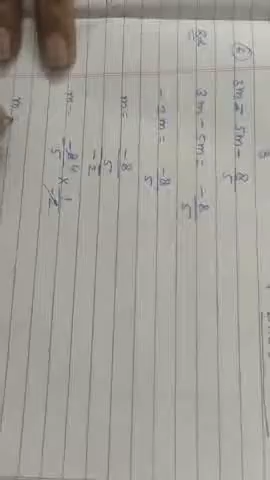 6) 3m = 5m - 8/5
Sol
3m - 5m = -8/5
-2m = -8/5
m = -8/5 / -2
m = -8/5 × 1/-2
m